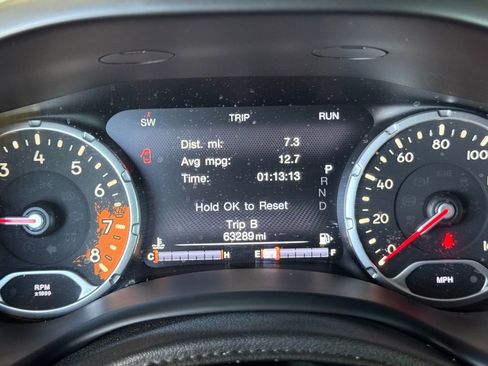 SW TRIP RUN
Dist. mi: 7.3
Avg mpg: 12.7
Time: 01:13:13
Hold OK to Reset
Trip B
63289 mi
P
R
N
D
C H E F
3 4 5 6 7 8
RPM
x1000
0 20 40 60 80 100
MPH